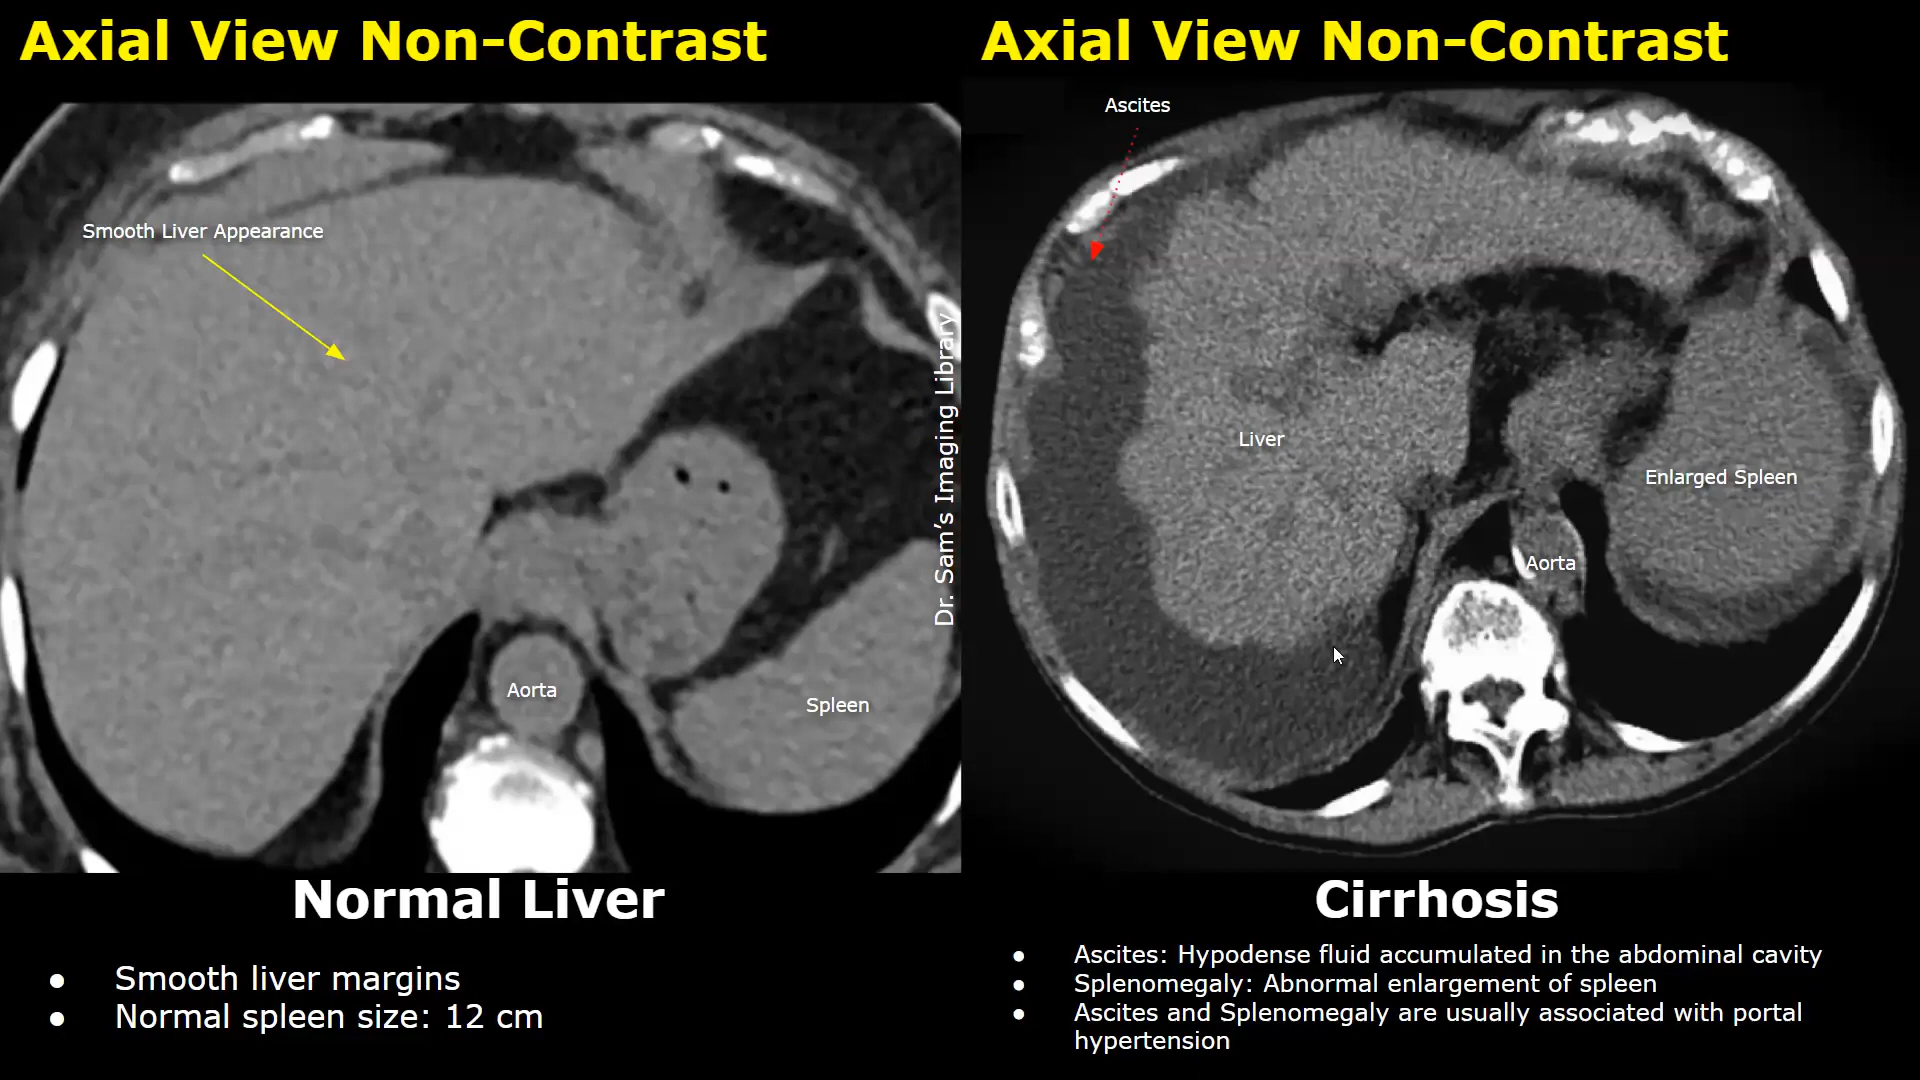 Axial View Non-Contrast
Smooth Liver Appearance
Aorta
Spleen
Dr. Sam's Imaging Library
Normal Liver
● Smooth liver margins
● Normal spleen size: 12 cm
Axial View Non-Contrast
Ascites
Liver
Enlarged Spleen
Aorta
Cirrhosis
● Ascites: Hypodense fluid accumulated in the abdominal cavity
● Splenomegaly: Abnormal enlargement of spleen
● Ascites and Splenomegaly are usually associated with portal
hypertension